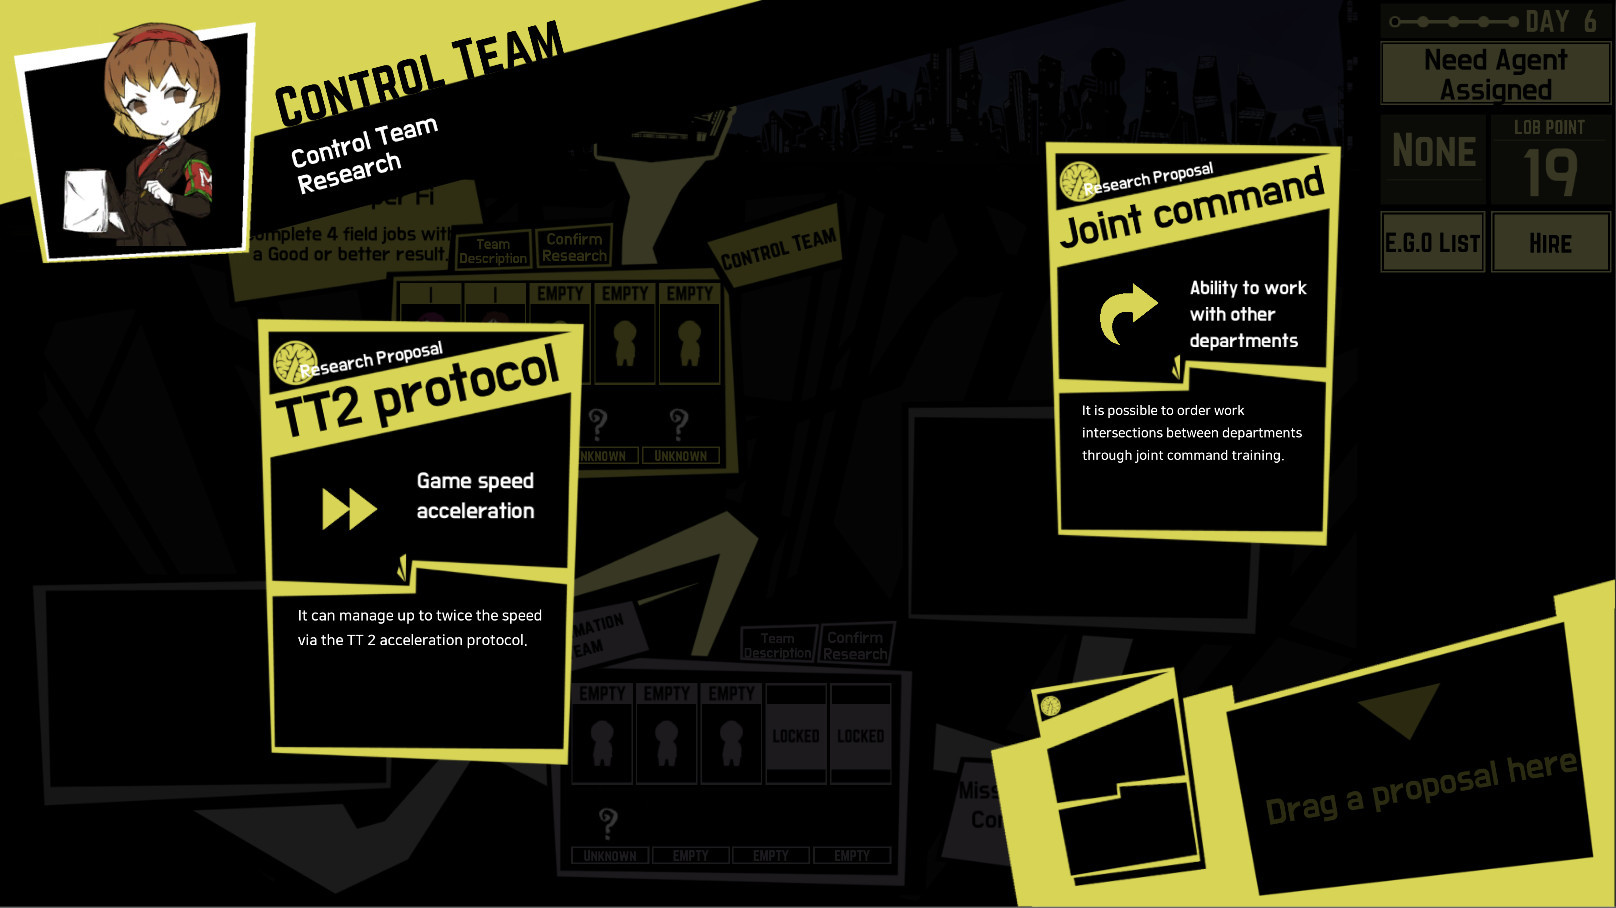 CONTROL TEAM
Control Team
Research
omplete 4 field jobs with
a Good or better result.
Team
Description
Confirm
Research
CONTROL TEAM
I
I
EMPTY
EMPTY
EMPTY
?
?
UNKNOWN
UNKNOWN
Research Proposal
TT2 protocol
Game speed
acceleration
It can manage up to twice the speed
via the TT 2 acceleration protocol.
Research Proposal
Joint command
Ability to work
with other
departments
It is possible to order work
intersections between departments
through joint command training.
DAY 6
Need Agent
Assigned
NONE
LOB POINT
19
E.G.O LIST
HIRE
MATION
TEAM
Team
Description
Confirm
Research
EMPTY
EMPTY
EMPTY
LOCKED
LOCKED
?
UNKNOWN
EMPTY
EMPTY
EMPTY
Miss
Co
Drag a proposal here